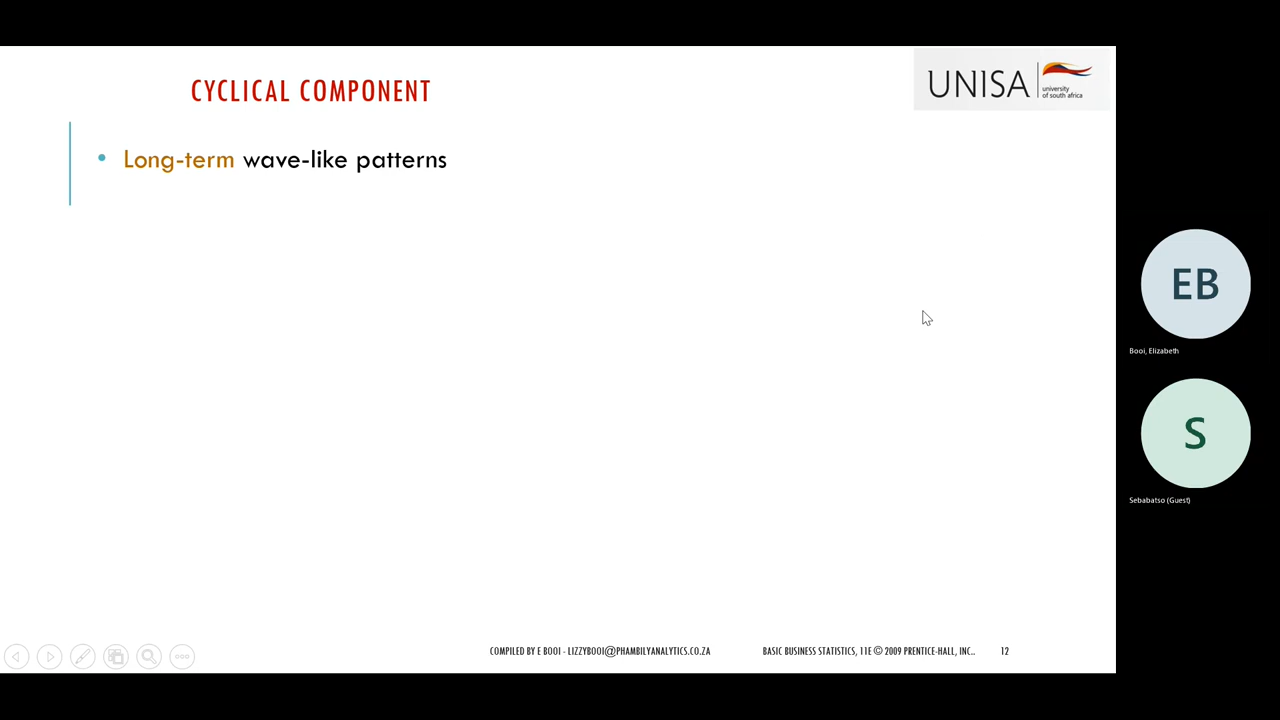 CYCLICAL COMPONENT
UNISA
university
of south africa
• Long-term wave-like patterns
EB
Booi, Elizabeth
S
Sebabatso (Guest)
COMPILED BY E BOOI - LIZZYBOOI@PHAMBILYANALYTICS.CO.ZA
BASIC BUSINESS STATISTICS, 11E © 2009 PRENTICE-HALL, INC..
12